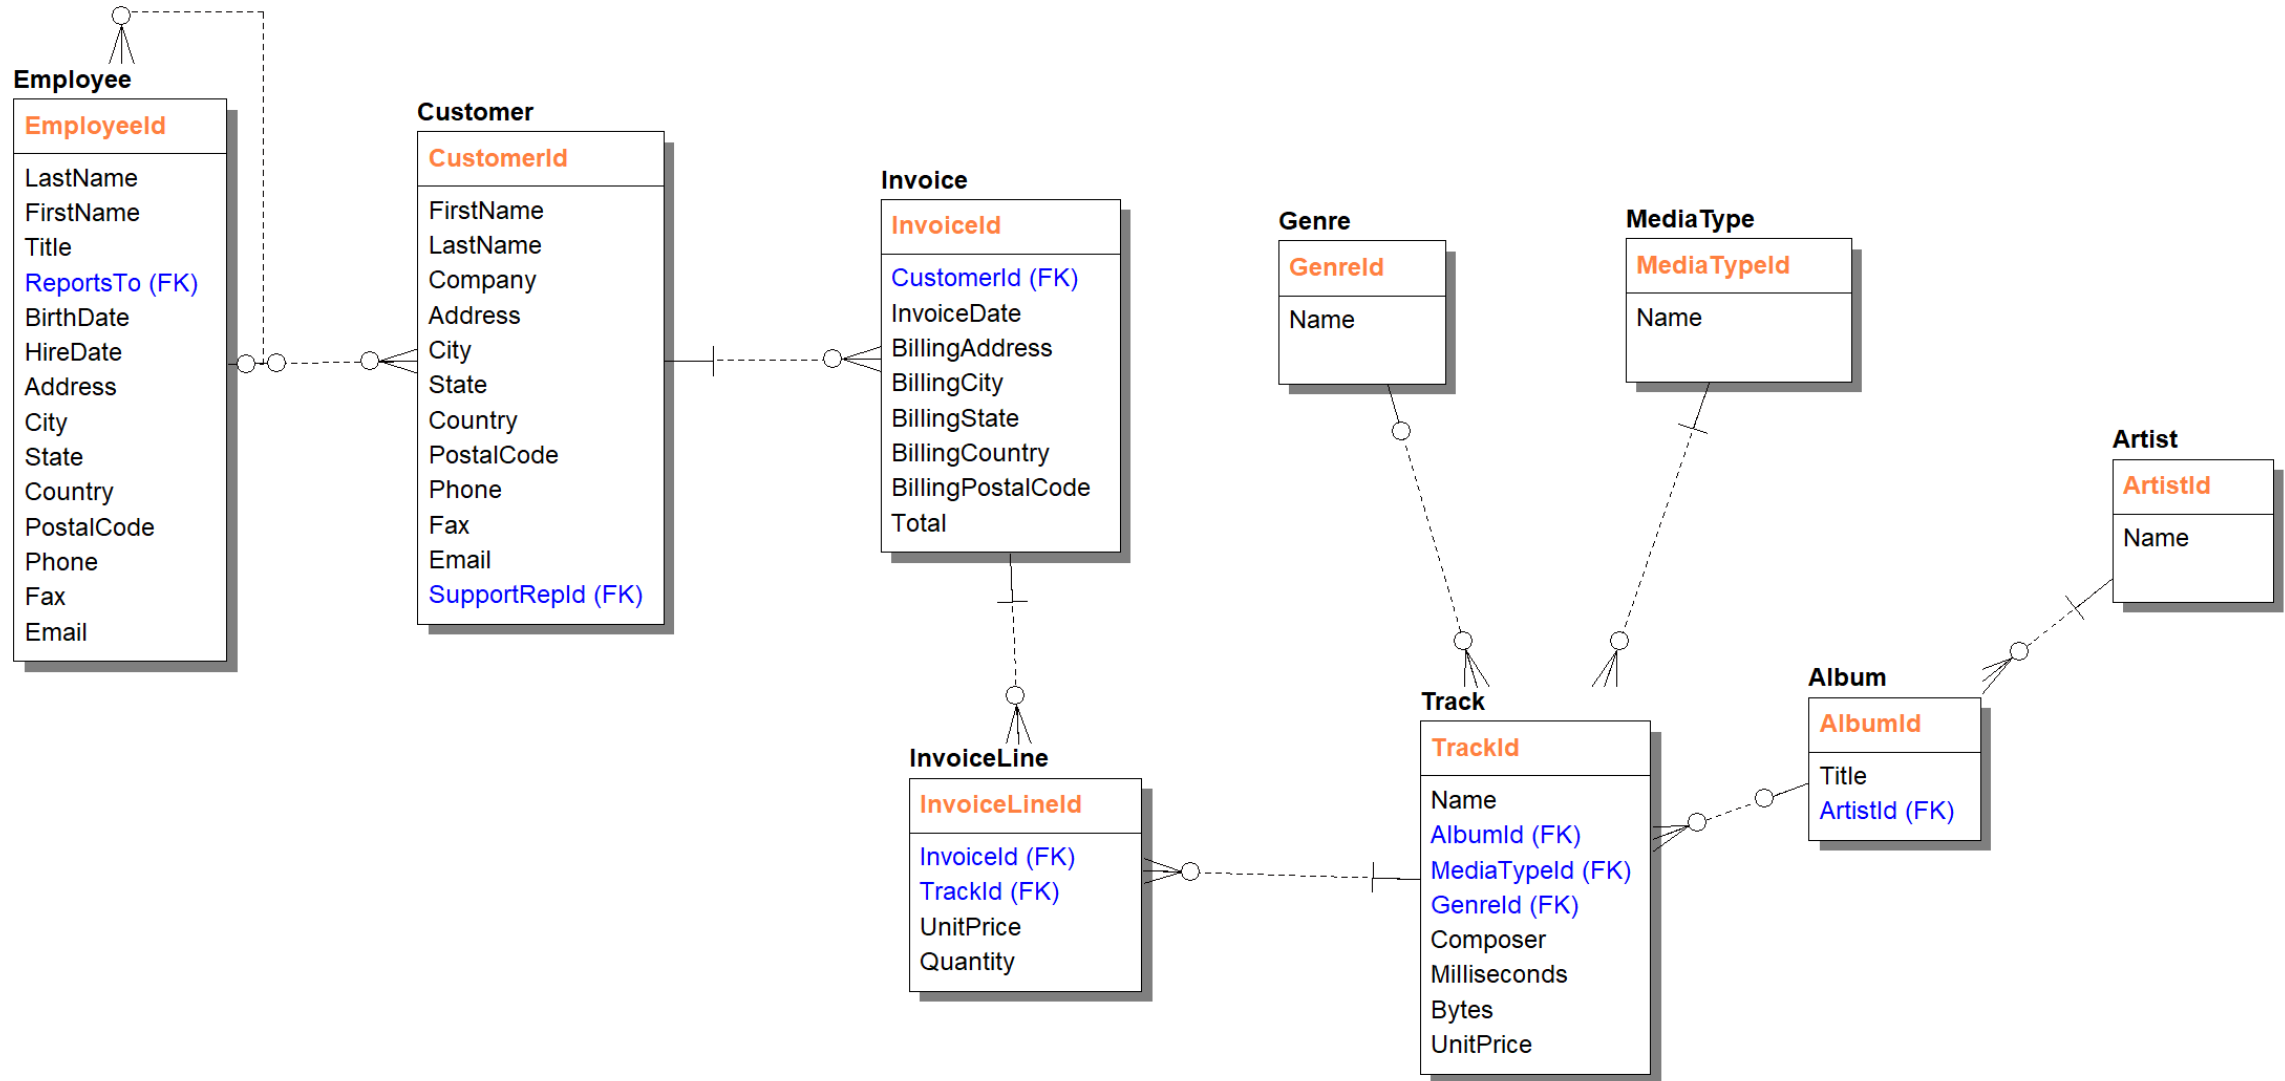 Employee
EmployeeId
LastName
FirstName
Title
ReportsTo (FK)
BirthDate
HireDate
Address
City
State
Country
PostalCode
Phone
Fax
Email
Customer
CustomerId
FirstName
LastName
Company
Address
City
State
Country
PostalCode
Phone
Fax
Email
SupportRepId (FK)
Invoice
InvoiceId
CustomerId (FK)
InvoiceDate
BillingAddress
BillingCity
BillingState
BillingCountry
BillingPostalCode
Total
InvoiceLine
InvoiceLineId
InvoiceId (FK)
TrackId (FK)
UnitPrice
Quantity
Genre
GenreId
Name
MediaType
MediaTypeId
Name
Track
TrackId
Name
AlbumId (FK)
MediaTypeId (FK)
GenreId (FK)
Composer
Milliseconds
Bytes
UnitPrice
Album
AlbumId
Title
ArtistId (FK)
Artist
ArtistId
Name